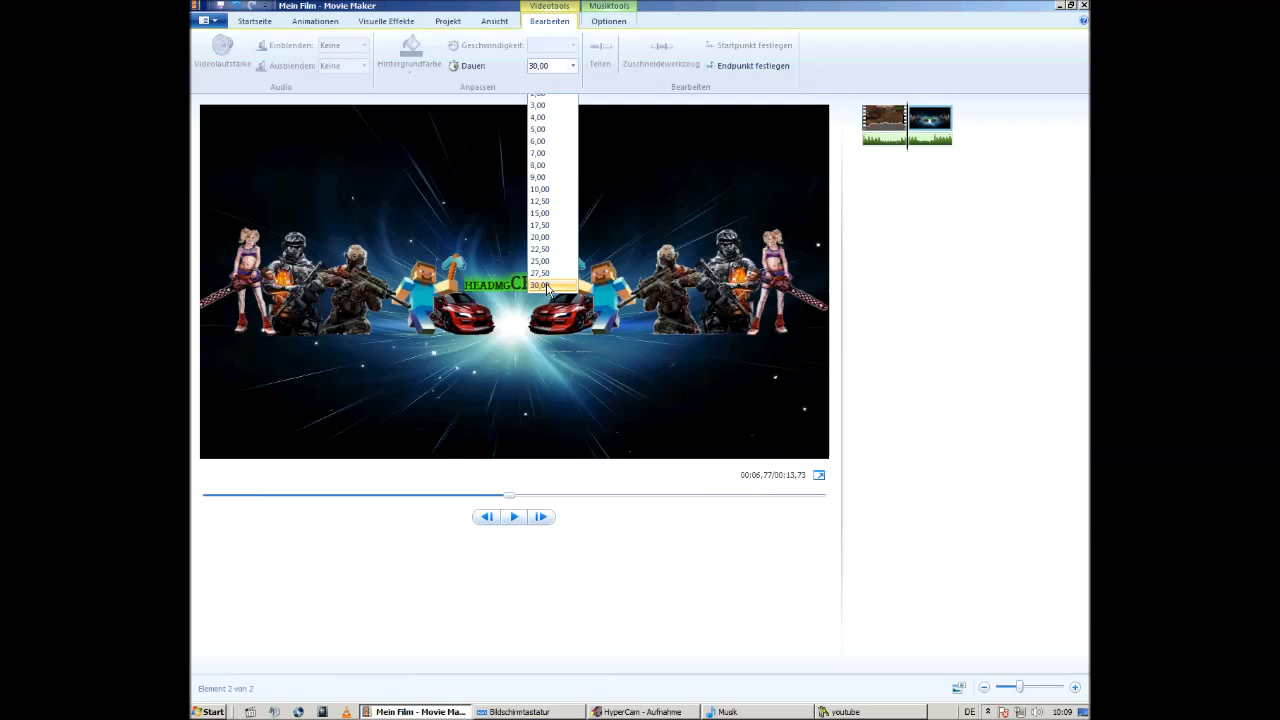 Mein Film - Movie Maker
Videotools
Musiktools
Startseite
Animationen
Visuelle Effekte
Projekt
Ansicht
Bearbeiten
Optionen
Videolautstärke
Einblenden:
Keine
Ausblenden:
Keine
Audio
Hintergrundfarbe
Geschwindigkeit:
Dauer:
30,00
Anpassen
Teilen
Zuschneidewerkzeug
Startpunkt festlegen
Endpunkt festlegen
Bearbeiten
3,00
4,00
5,00
6,00
7,00
8,00
9,00
10,00
12,50
15,00
17,50
20,00
22,50
25,00
27,50
30,00
00:06,77/00:13,73
Element 2 von 2
Start
Mein Film - Movie Ma...
Bildschirmtastatur
HyperCam - Aufnahme
Musik
youtube
DE
10:09